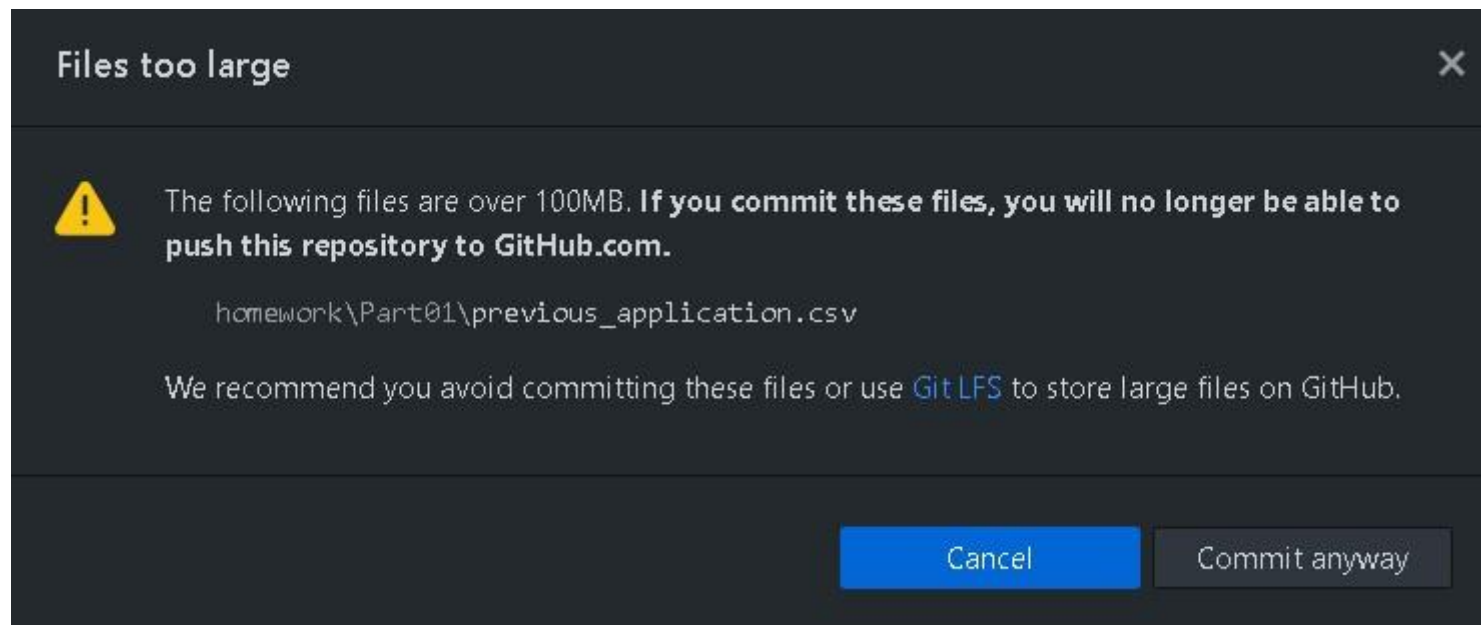 Files too large
The following files are over 100MB. If you commit these files, you will no longer be able to
push this repository to GitHub.com.
homework\Part01\previous_application.csv
We recommend you avoid committing these files or use Git LFS to store large files on GitHub.
Cancel
Commit anyway